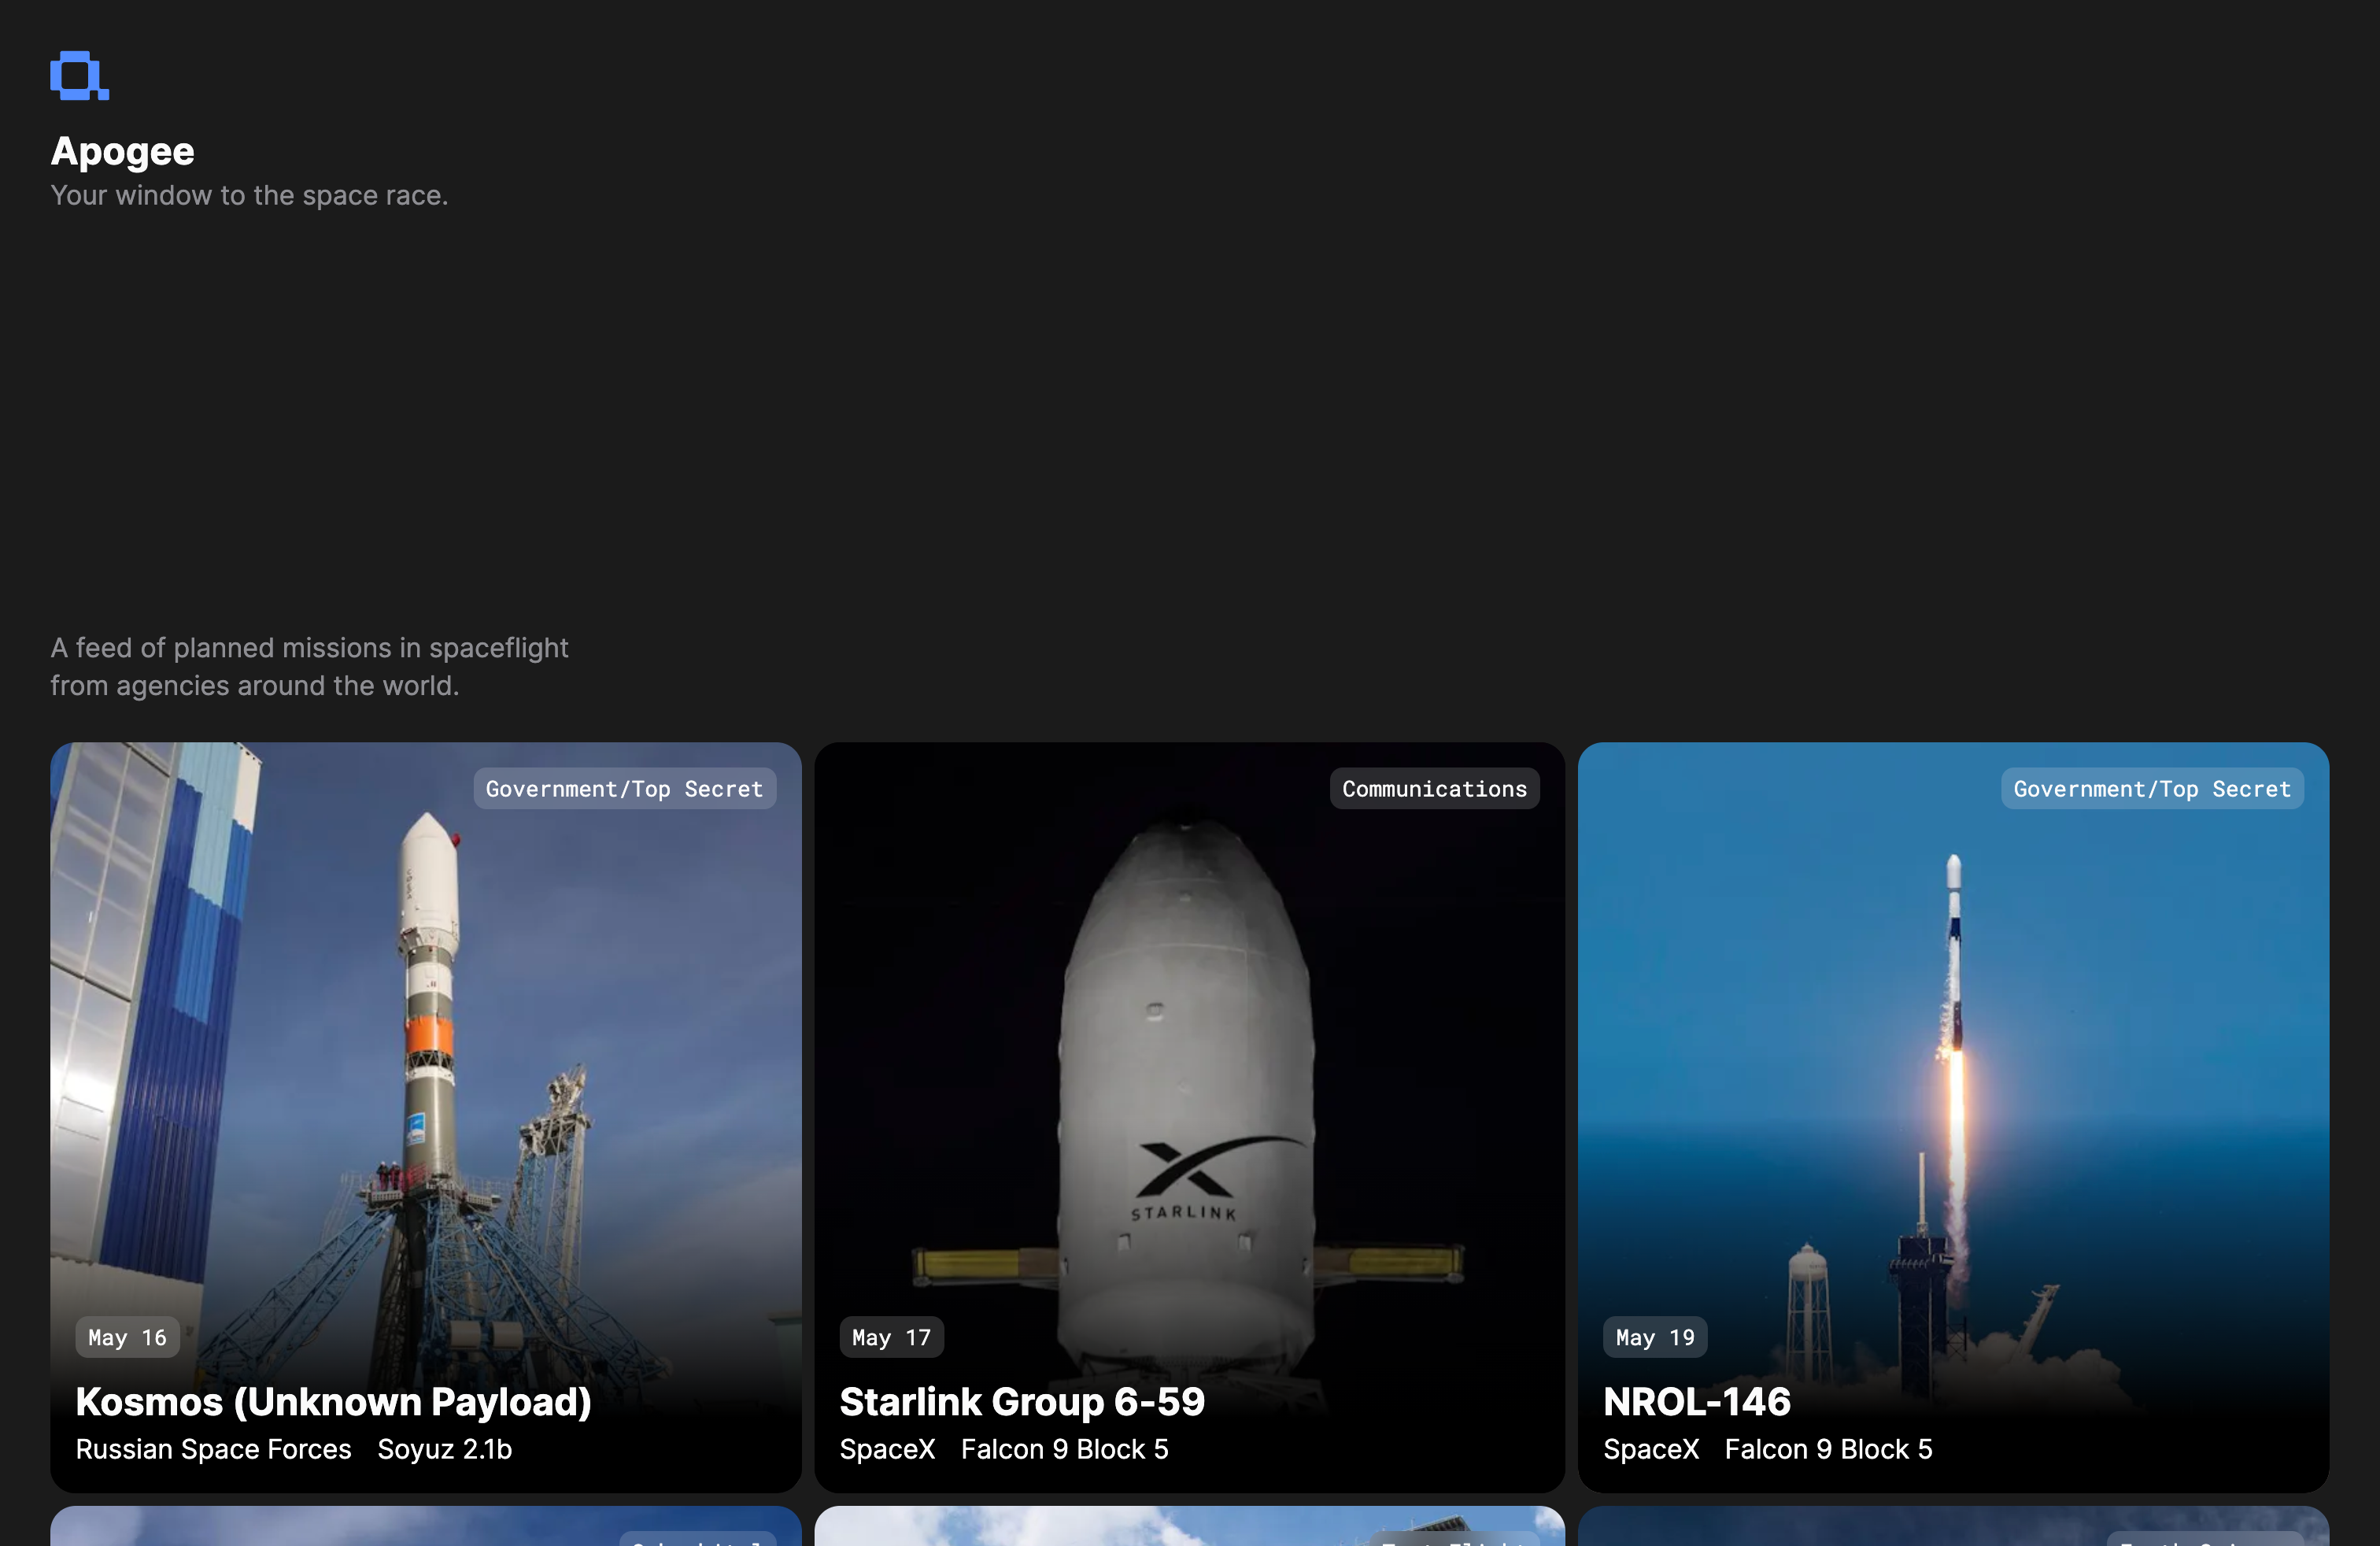 Apogee
Your window to the space race.
A feed of planned missions in spaceflight
from agencies around the world.
Government/Top Secret
May 16
Kosmos (Unknown Payload)
Russian Space Forces Soyuz 2.1b
Communications
STARLINK
May 17
Starlink Group 6-59
SpaceX Falcon 9 Block 5
Government/Top Secret
May 19
NROL-146
SpaceX Falcon 9 Block 5